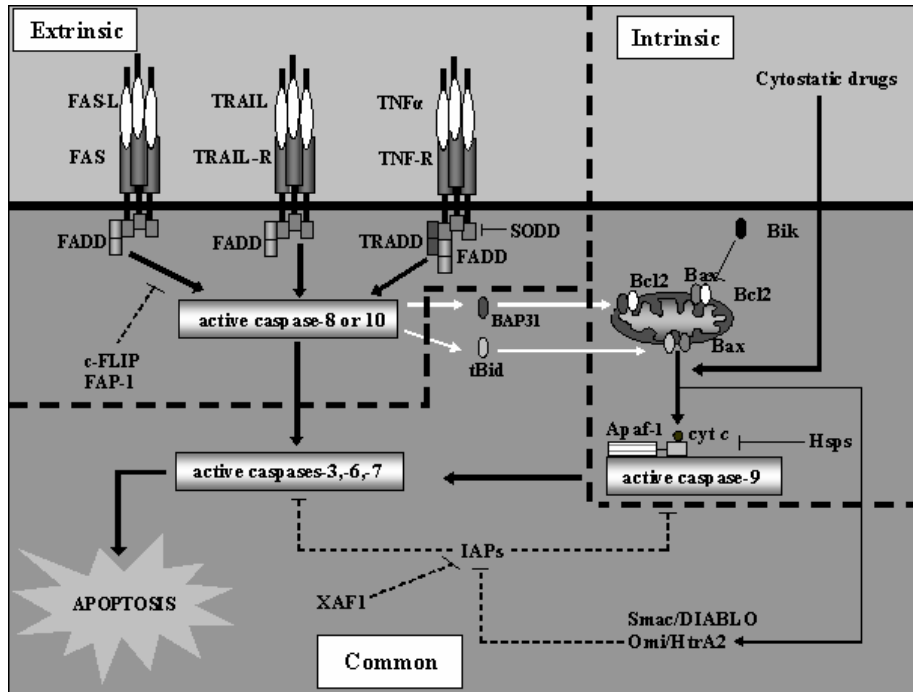 Extrinsic
Intrinsic
Cytostatic drugs
FAS-L
TRAIL
TNFα
FAS
TRAIL-R
TNF-R
FADD
FADD
TRADD
SODD
FADD
Bik
Bcl2
Bax
Bcl2
active caspase-8 or 10
BAP31
tBid
Bax
c-FLIP
FAP-1
Apaf-1
cyt c
Hsps
active caspases-3,-6,-7
active caspase-9
IAPs
XAF1
APOPTOSIS
Smac/DIABLO
Omi/HtrA2
Common